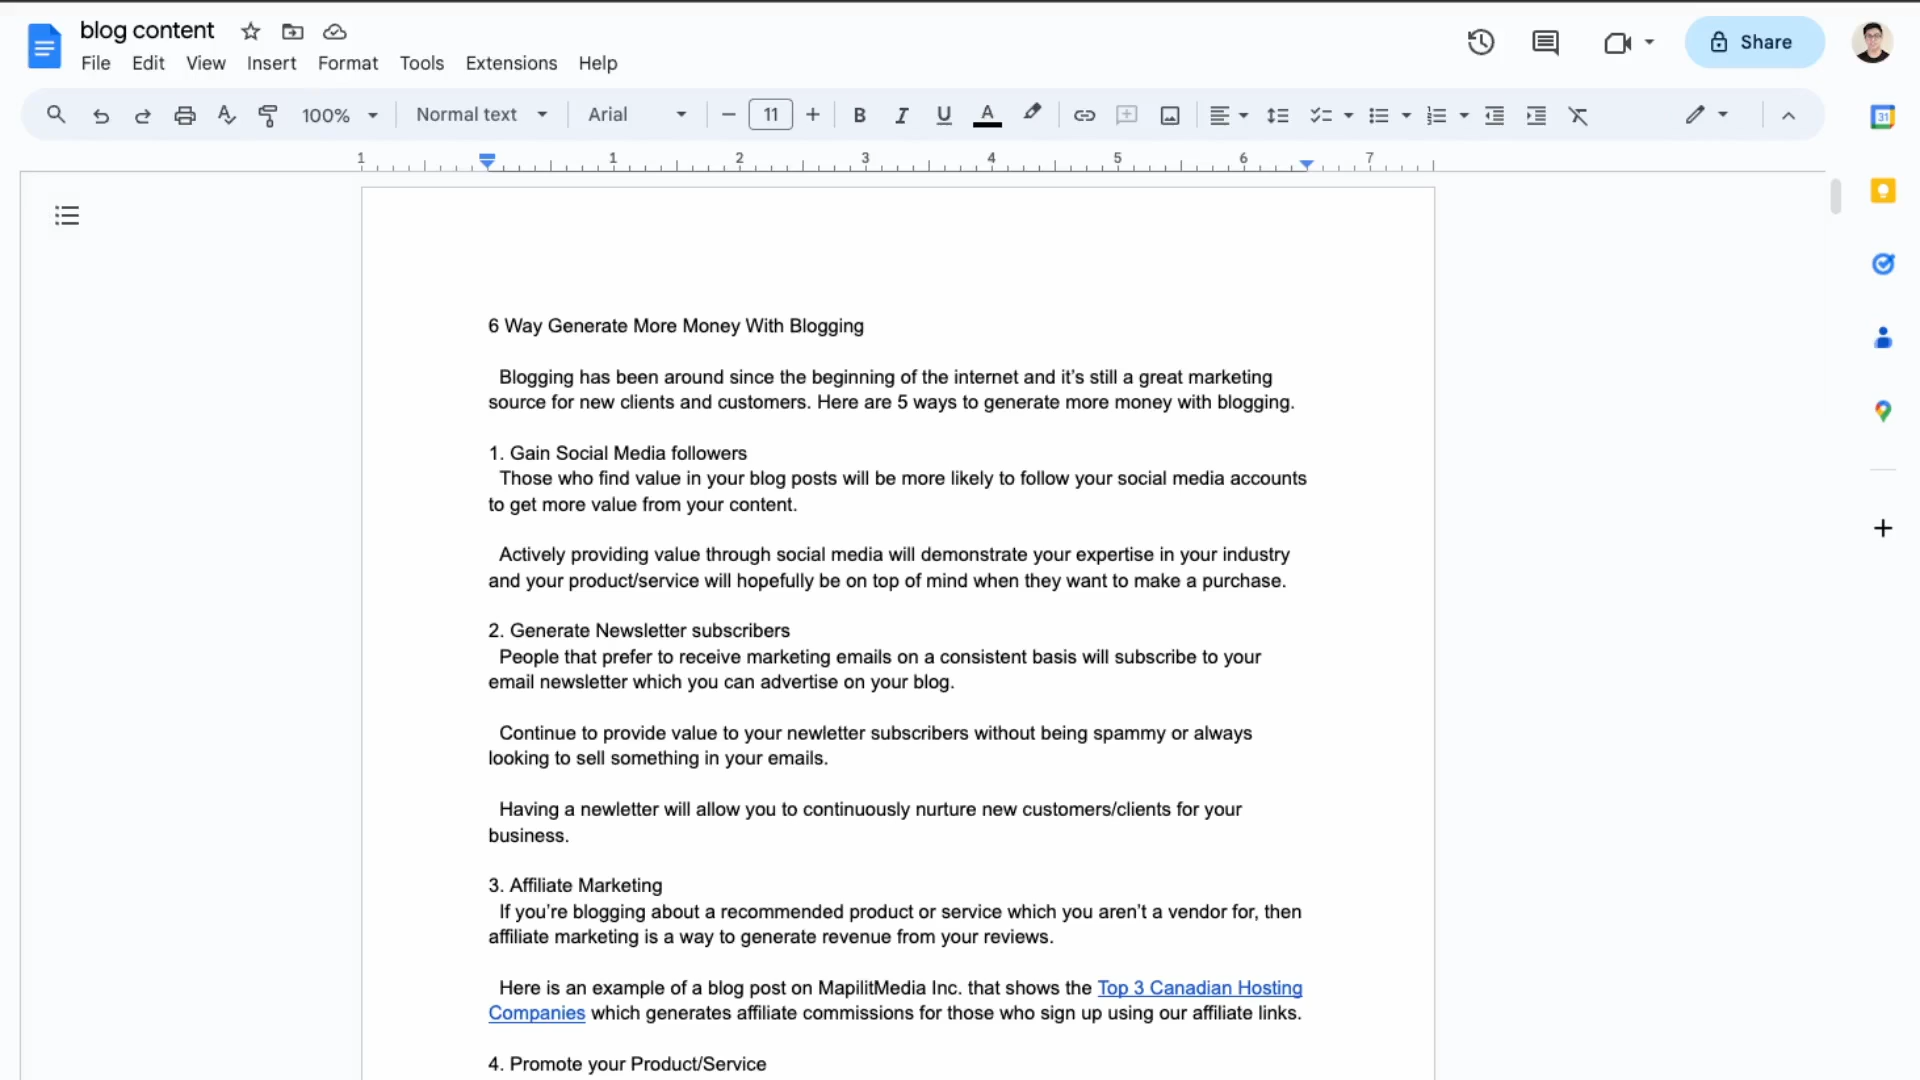 blog content
File Edit View Insert Format Tools Extensions Help
Share
100% Normal text Arial 11 B I U A
31
1 1 2 3 4 5 6 7
6 Way Generate More Money With Blogging
Blogging has been around since the beginning of the internet and it’s still a great marketing
source for new clients and customers. Here are 5 ways to generate more money with blogging.
1. Gain Social Media followers
Those who find value in your blog posts will be more likely to follow your social media accounts
to get more value from your content.
Actively providing value through social media will demonstrate your expertise in your industry
and your product/service will hopefully be on top of mind when they want to make a purchase.
2. Generate Newsletter subscribers
People that prefer to receive marketing emails on a consistent basis will subscribe to your
email newsletter which you can advertise on your blog.
Continue to provide value to your newletter subscribers without being spammy or always
looking to sell something in your emails.
Having a newletter will allow you to continuously nurture new customers/clients for your
business.
3. Affiliate Marketing
If you’re blogging about a recommended product or service which you aren’t a vendor for, then
affiliate marketing is a way to generate revenue from your reviews.
Here is an example of a blog post on MapilitMedia Inc. that shows the Top 3 Canadian Hosting
Companies which generates affiliate commissions for those who sign up using our affiliate links.
4. Promote your Product/Service